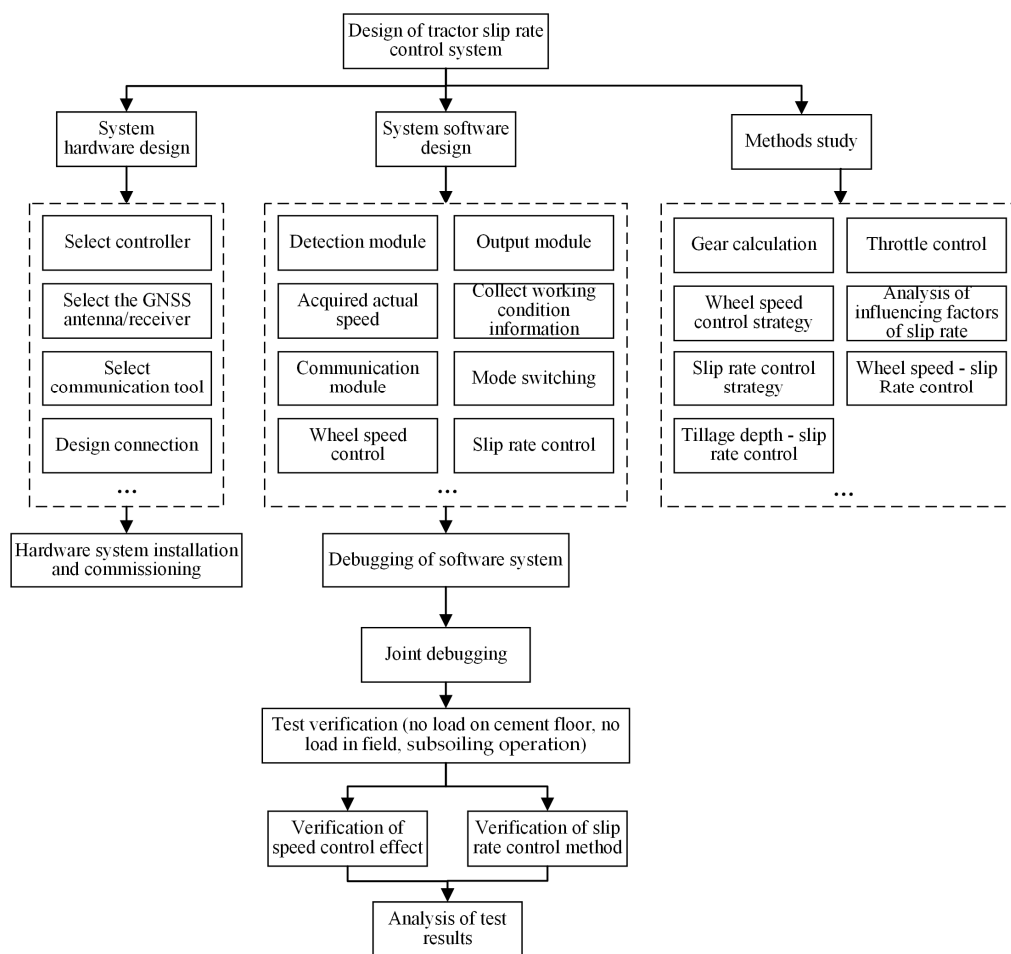 Design of tractor slip rate
control system
System
hardware design
System software
design
Methods study
Select controller
Select the GNSS
antenna/receiver
Select
communication tool
Design connection
...
Detection module
Output module
Acquired actual
speed
Collect working
condition
information
Communication
module
Mode switching
Wheel speed
control
Slip rate control
...
Gear calculation
Throttle control
Wheel speed
control strategy
Analysis of
influencing factors
of slip rate
Slip rate control
strategy
Wheel speed - slip
Rate control
Tillage depth - slip
rate control
...
Hardware system installation
and commissioning
Debugging of software system
Joint debugging
Test verification (no load on cement floor, no
load in field, subsoiling operation)
Verification of
speed control effect
Verification of slip
rate control method
Analysis of test
results